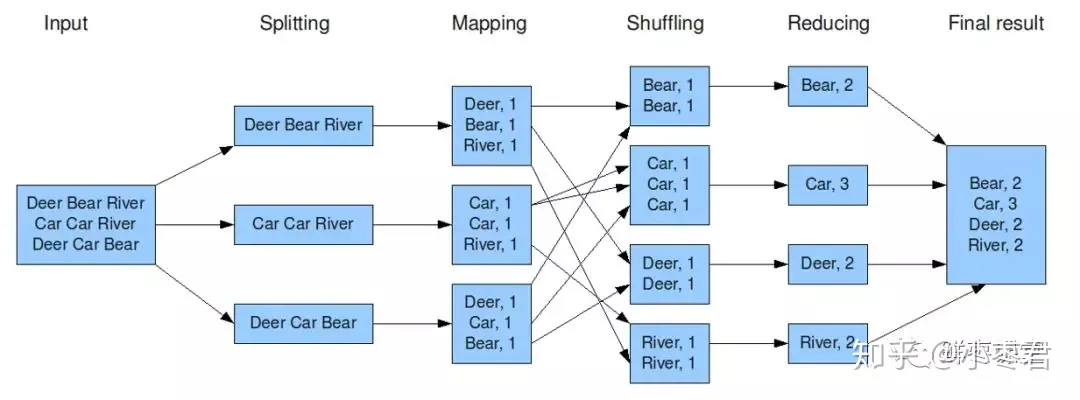 Input
Splitting
Mapping
Shuffling
Reducing
Final result
Deer Bear River
Car Car River
Deer Car Bear
Deer Bear River
Car Car River
Deer Car Bear
Deer, 1
Bear, 1
River, 1
Car, 1
Car, 1
River, 1
Deer, 1
Car, 1
Bear, 1
Bear, 1
Bear, 1
Car, 1
Car, 1
Car, 1
Deer, 1
Deer, 1
River, 1
River, 1
Bear, 2
Car, 3
Deer, 2
River, 2
Bear, 2
Car, 3
Deer, 2
River, 2
知乎 @小枣君